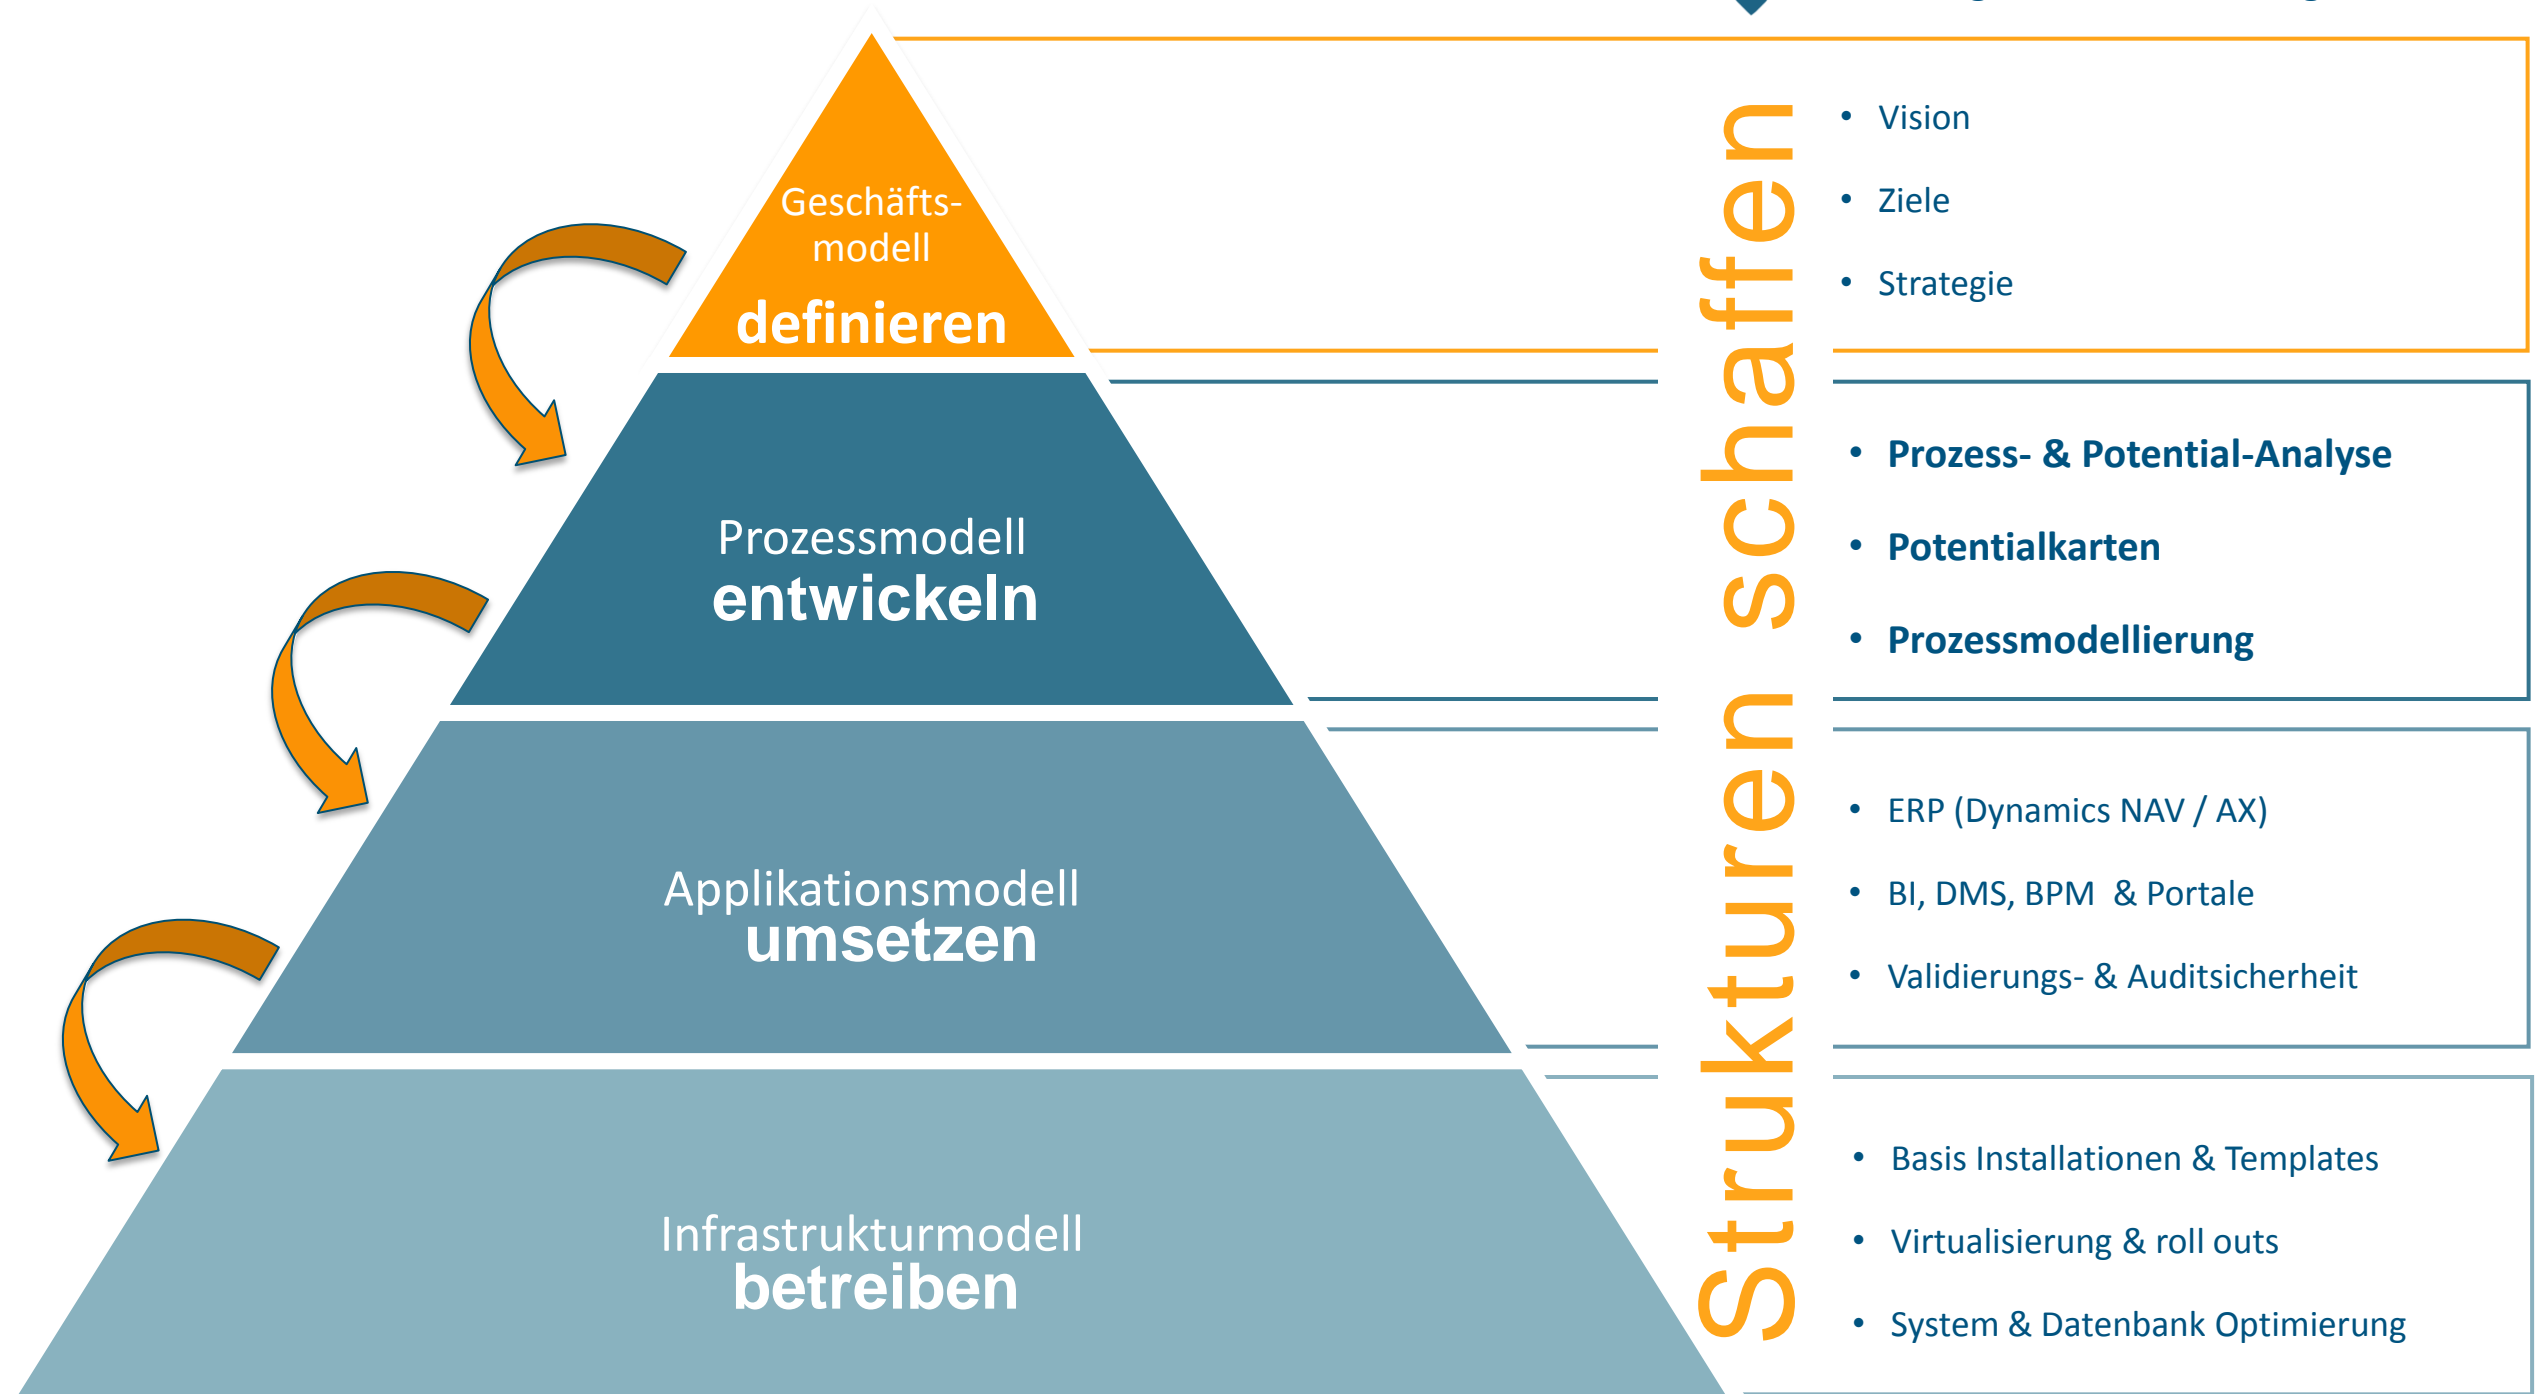 Geschäfts-
modell
definieren
Prozessmodell
entwickeln
Applikationsmodell
umsetzen
Infrastrukturmodell
betreiben
Strukturen schaffen
• Vision
• Ziele
• Strategie
• Prozess- & Potential-Analyse
• Potentialkarten
• Prozessmodellierung
• ERP (Dynamics NAV / AX)
• BI, DMS, BPM & Portale
• Validierungs- & Auditsicherheit
• Basis Installationen & Templates
• Virtualisierung & roll outs
• System & Datenbank Optimierung